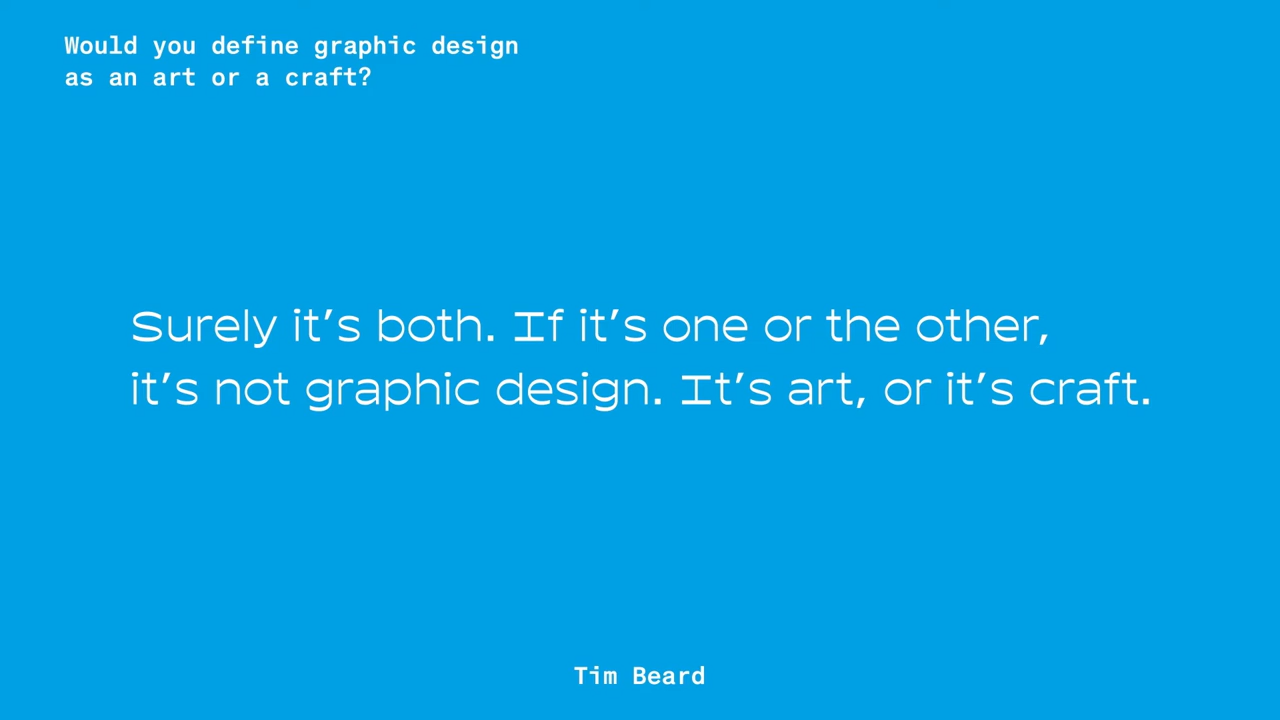 Would you define graphic design
as an art or a craft?
Surely it’s both. If it’s one or the other,
it’s not graphic design. It’s art, or it’s craft.
Tim Beard